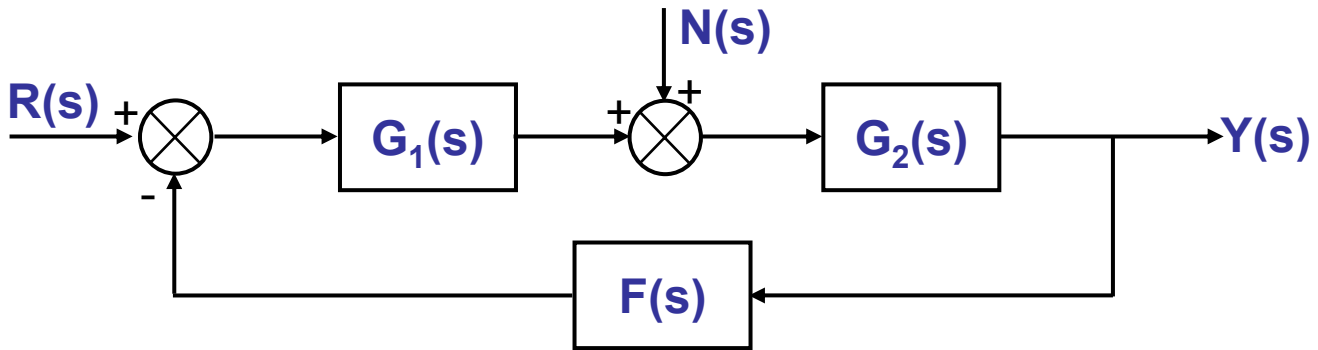 N(s)
R(s) + + +
G₁(s) G₂(s) Y(s)
-
F(s)